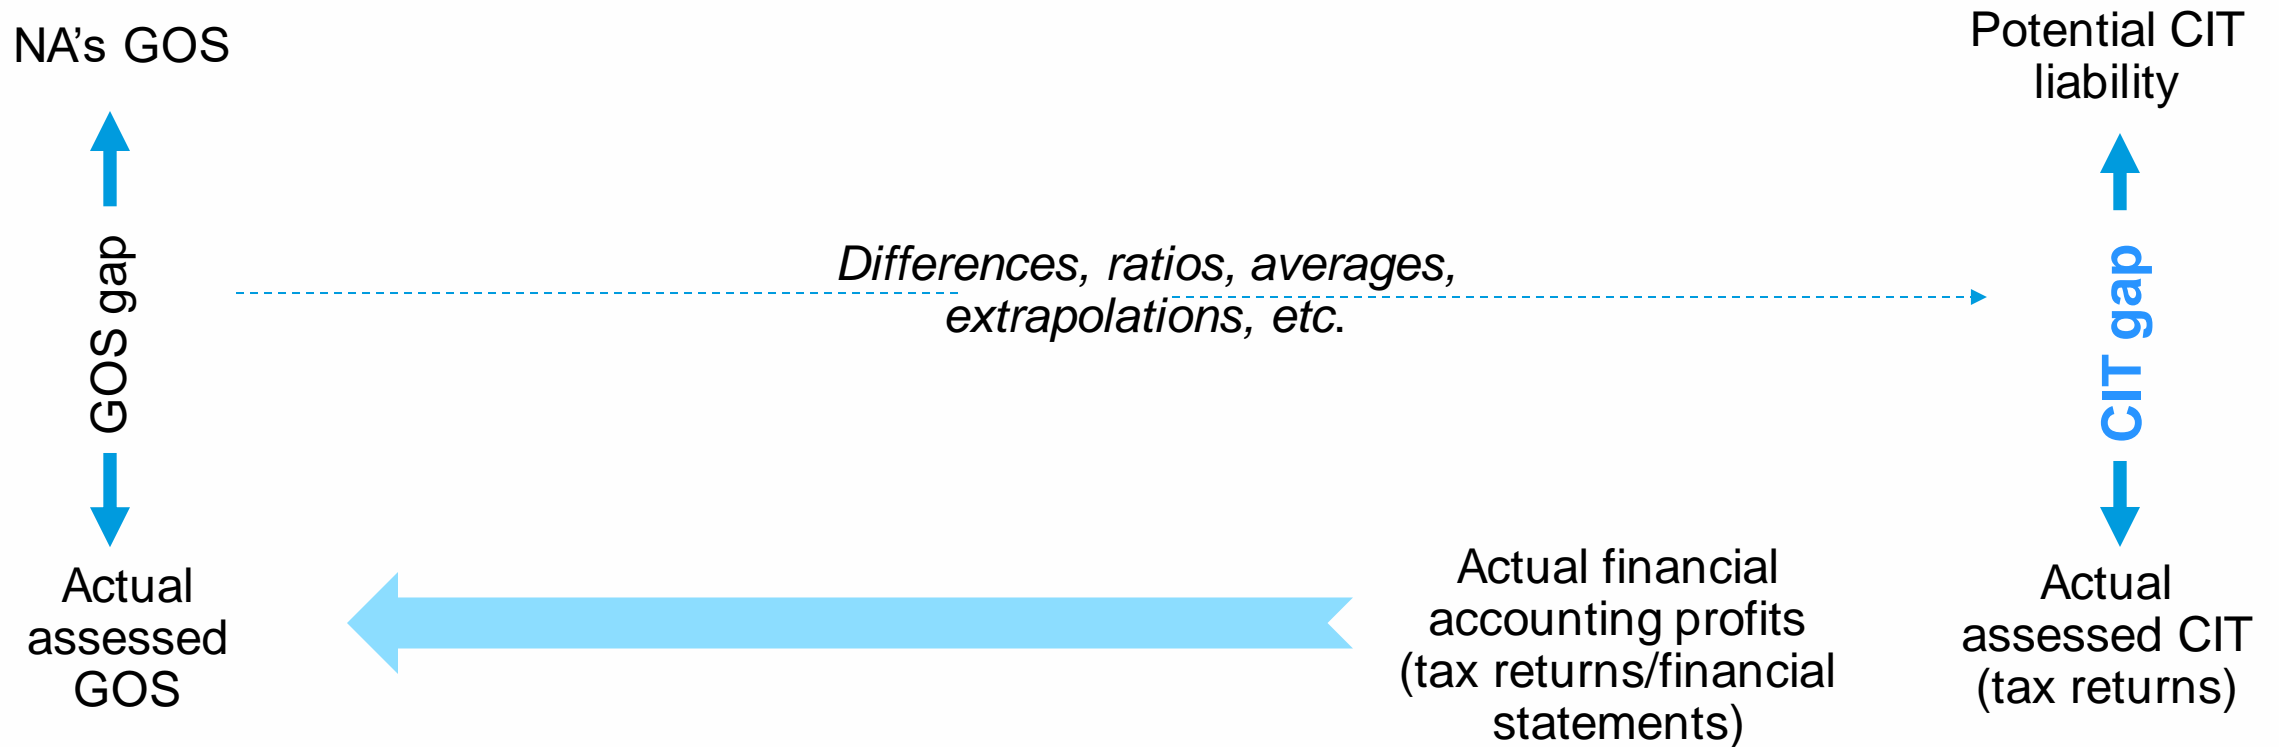 NA's GOS
Potential CIT
liability
GOS gap
Differences, ratios, averages,
extrapolations, etc.
CIT gap
Actual
assessed
GOS
Actual financial
accounting profits
(tax returns/financial
statements)
Actual
assessed CIT
(tax returns)